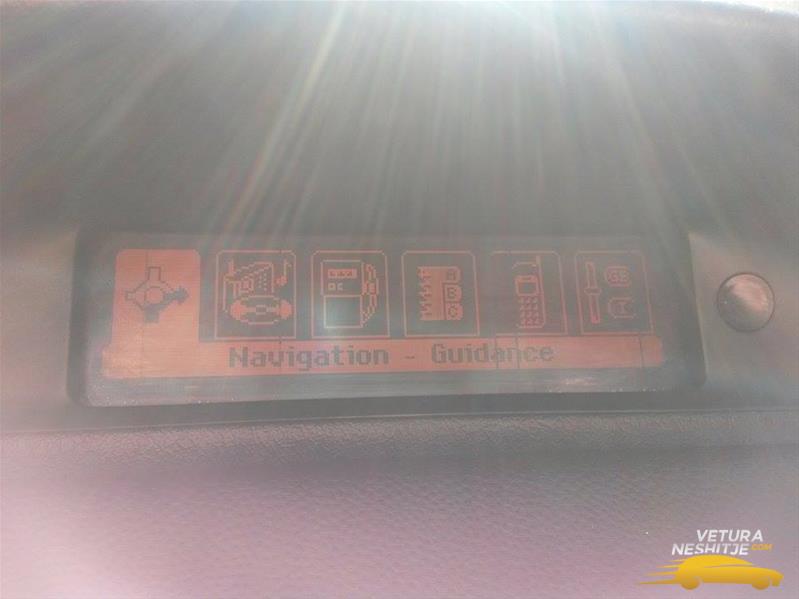 A
B
C
Navigation - Guidance
VETURA
NESHITJE.COM